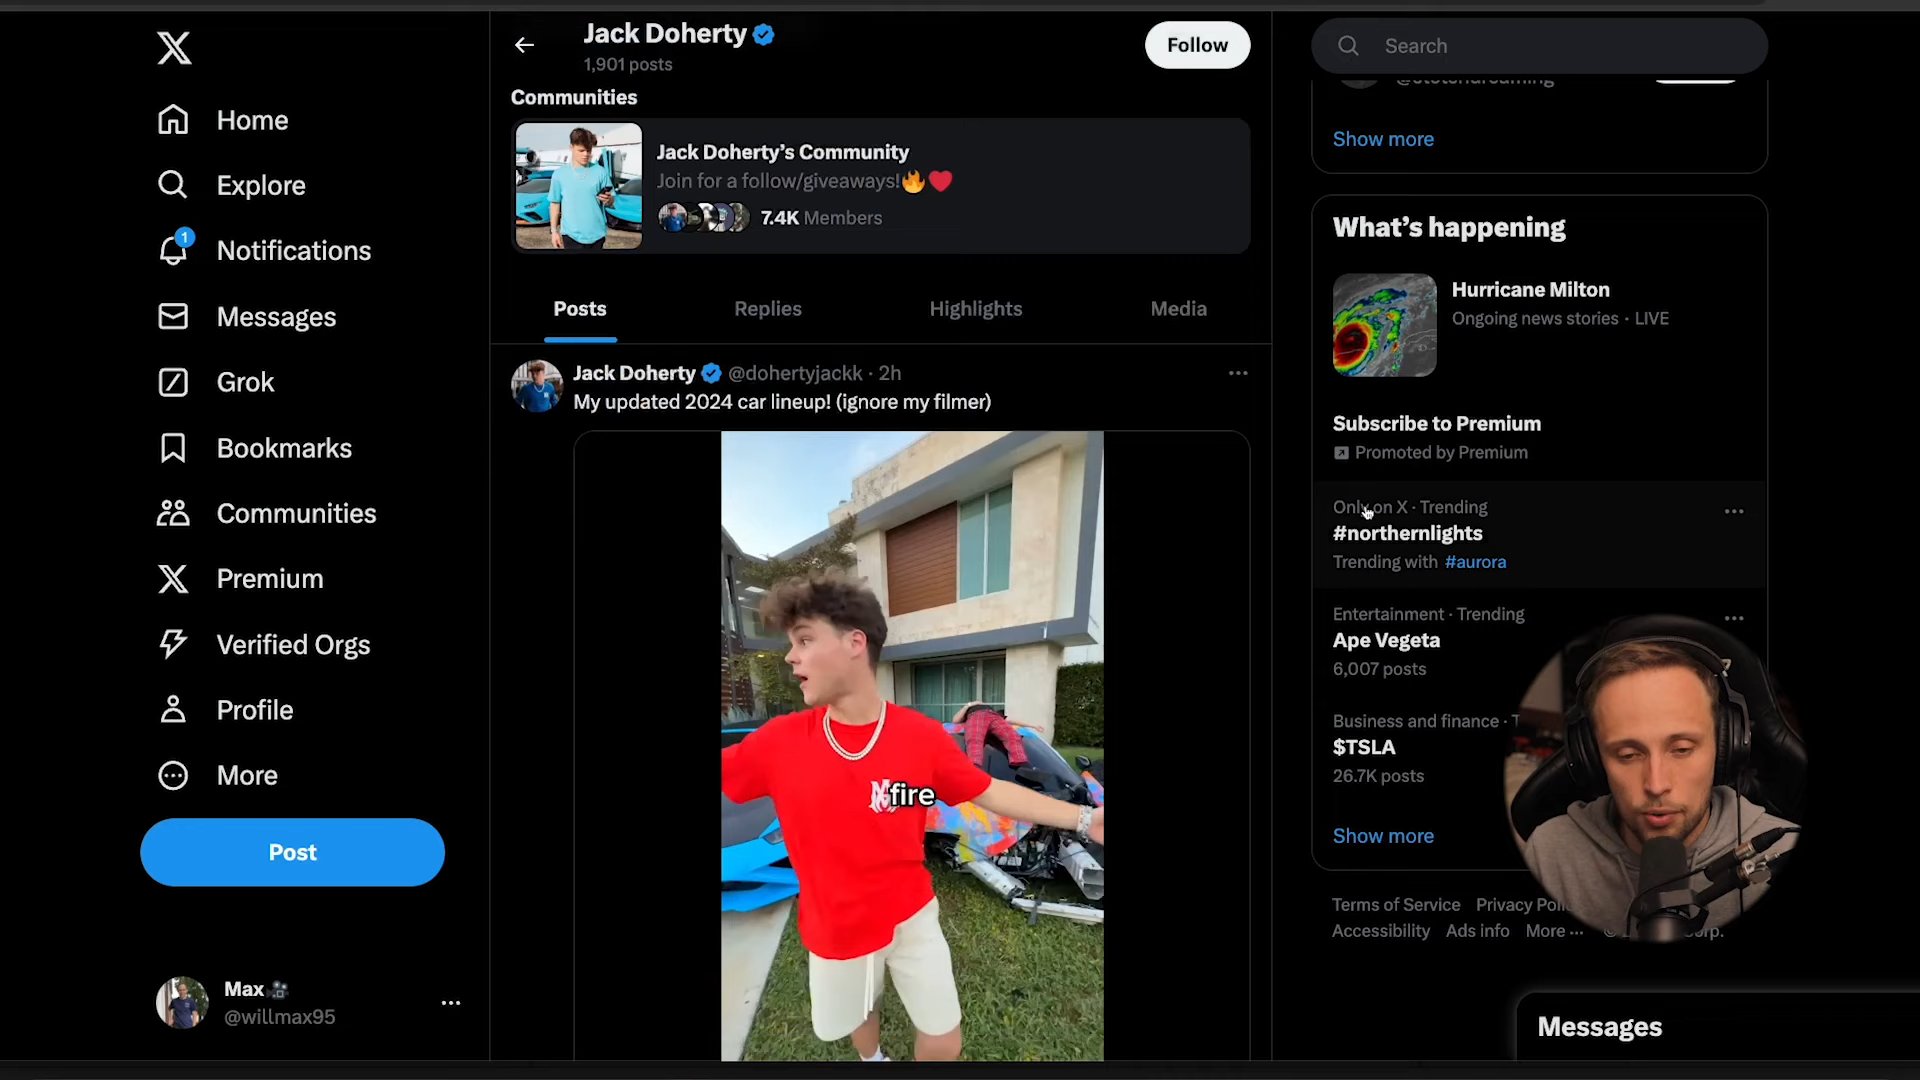 Home
Explore
1
Notifications
Messages
Grok
Bookmarks
Communities
Premium
Verified Orgs
Profile
More
Post
Max
@willmax95
Jack Doherty
1,901 posts
Follow
Communities
Jack Doherty's Community
Join for a follow/giveaways!🔥❤️
7.4K Members
Posts
Replies
Highlights
Media
Jack Doherty @dohertyjackk · 2h
My updated 2024 car lineup! (ignore my filmer)
fire
Search
Show more
What's happening
Hurricane Milton
Ongoing news stories · LIVE
Subscribe to Premium
Promoted by Premium
Only on X · Trending
#northernlights
Trending with #aurora
Entertainment · Trending
Ape Vegeta
6,007 posts
Business and finance ·
$TSLA
26.7K posts
Show more
Terms of Service Privacy
Accessibility Ads info More ...
Messages